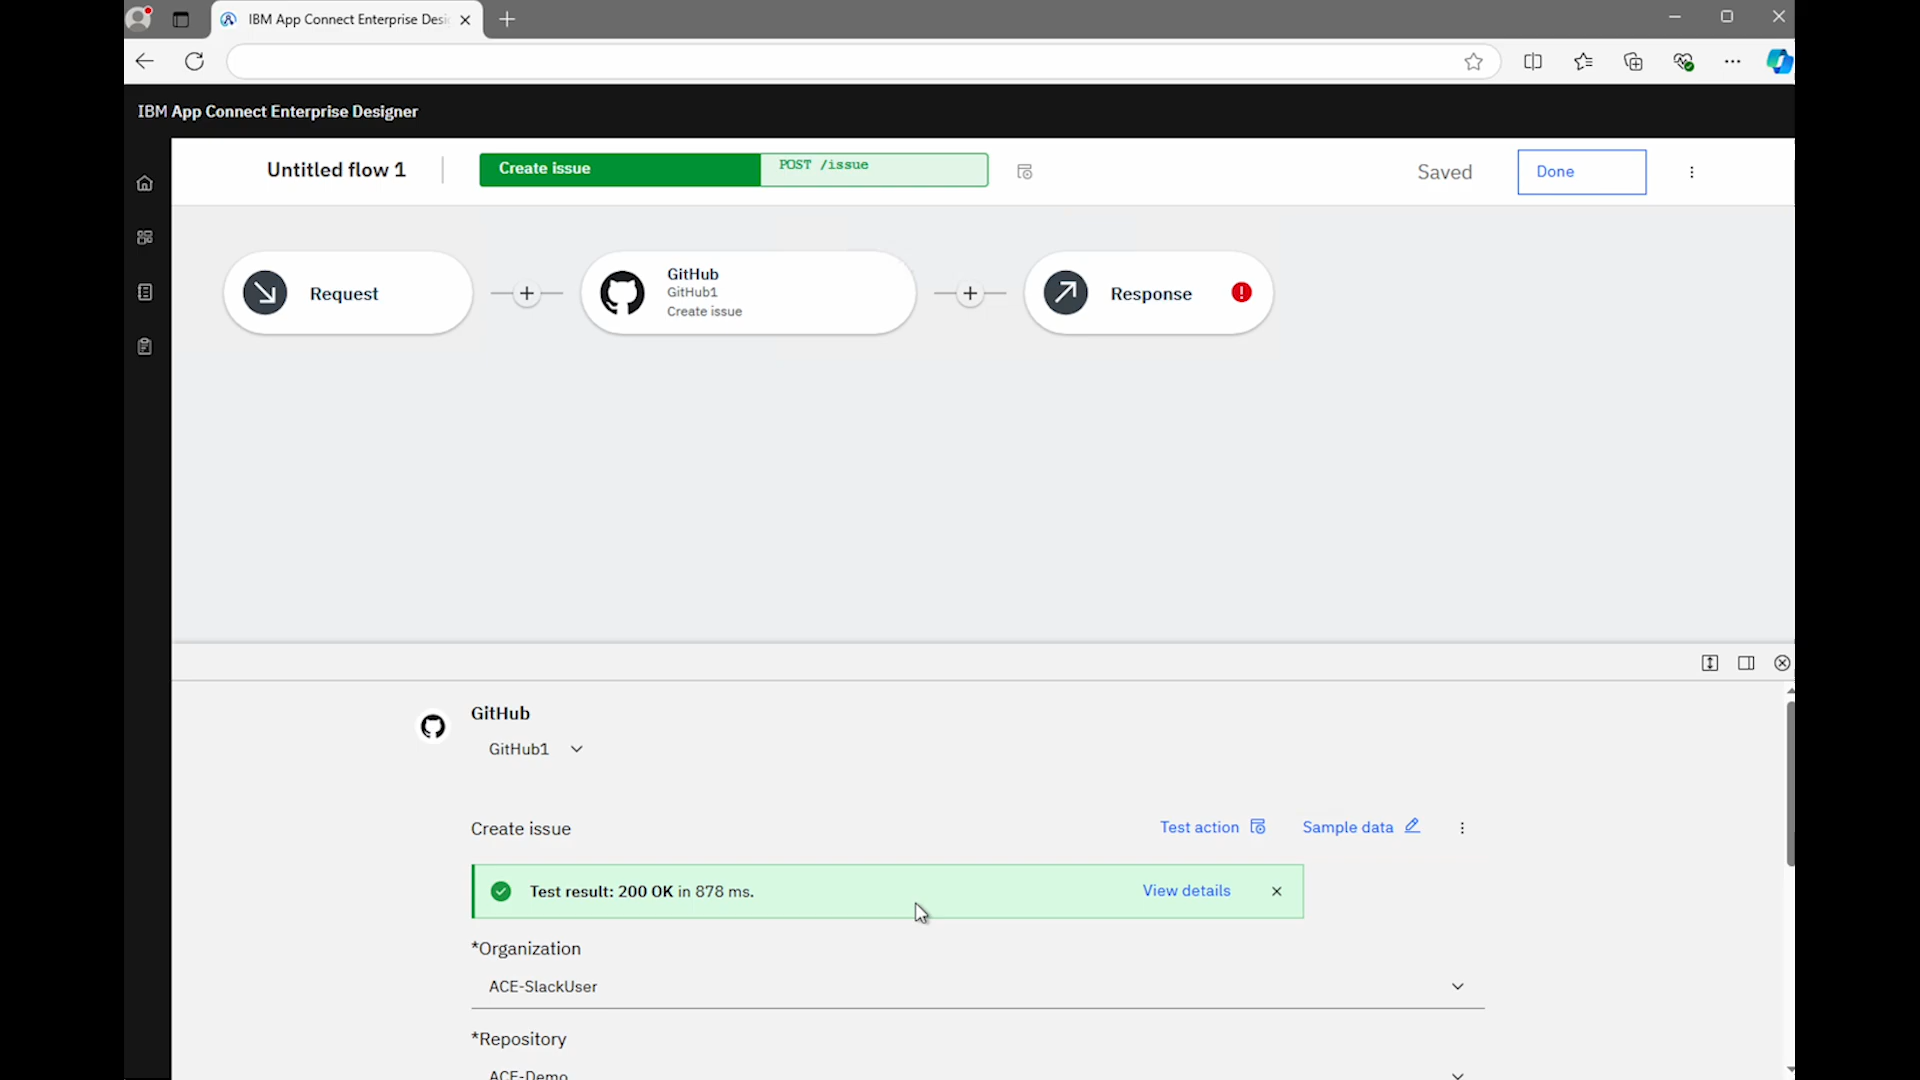 IBM App Connect Enterprise Desi
IBM App Connect Enterprise Designer
Untitled flow 1
Create issue
POST /issue
Saved
Done
Request
GitHub
GitHub1
Create issue
Response
GitHub
GitHub1
Create issue
Test action
Sample data
Test result: 200 OK in 878 ms.
View details
*Organization
ACE-SlackUser
*Repository
ACE-Demo